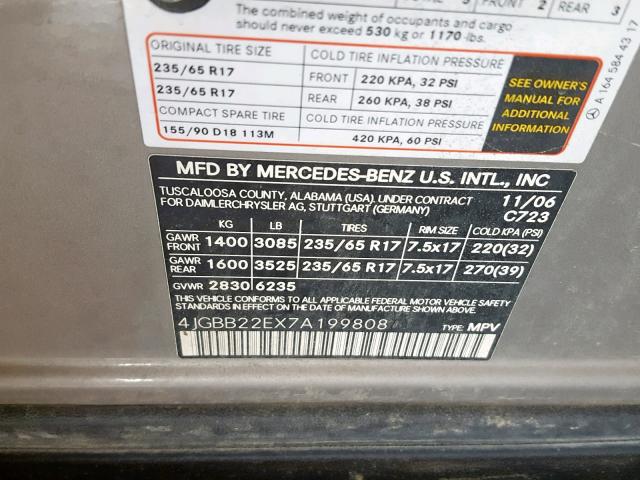 TOTAL 5 FRONT 2 REAR 3
The combined weight of occupants and cargo
should never exceed 530 kg or 1170 lbs.
ORIGINAL TIRE SIZE COLD TIRE INFLATION PRESSURE
235/65 R17 FRONT 220 KPA, 32 PSI
235/65 R17 REAR 260 KPA, 38 PSI
COMPACT SPARE TIRE COLD TIRE INFLATION PRESSURE
155/90 D18 113M 420 KPA, 60 PSI
SEE OWNER'S
MANUAL FOR
ADDITIONAL
INFORMATION
A 164 584 43 17
MFD BY MERCEDES-BENZ U.S. INTL., INC
TUSCALOOSA COUNTY, ALABAMA (USA). UNDER CONTRACT 11/06
FOR DAIMLERCHRYSLER AG, STUTTGART (GERMANY) C723
KG LB TIRES RIM SIZE COLD KPA (PSI)
GAWR FRONT 1400 3085 235/65 R17 7.5x17 220(32)
GAWR REAR 1600 3525 235/65 R17 7.5x17 270(39)
GVWR 2830 6235
THIS VEHICLE CONFORMS TO ALL APPLICABLE FEDERAL MOTOR VEHICLE SAFETY
STANDARDS IN EFFECT ON THE DATE OF MANUFACTURE SHOWN ABOVE.
4JGBB22EX7A199808 TYPE: MPV